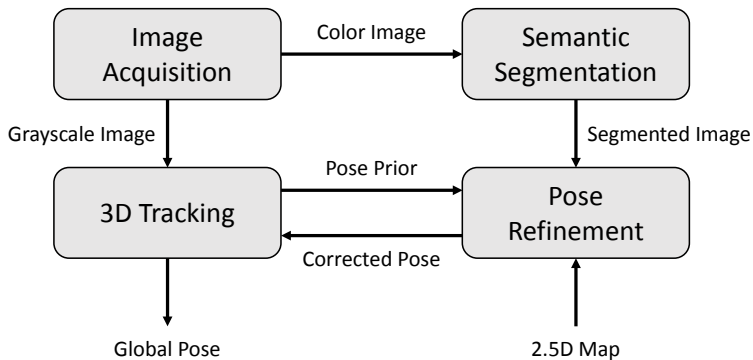 Image
Acquisition
Color Image
Semantic
Segmentation
Grayscale Image
Segmented Image
3D Tracking
Pose Prior
Corrected Pose
Pose
Refinement
Global Pose
2.5D Map